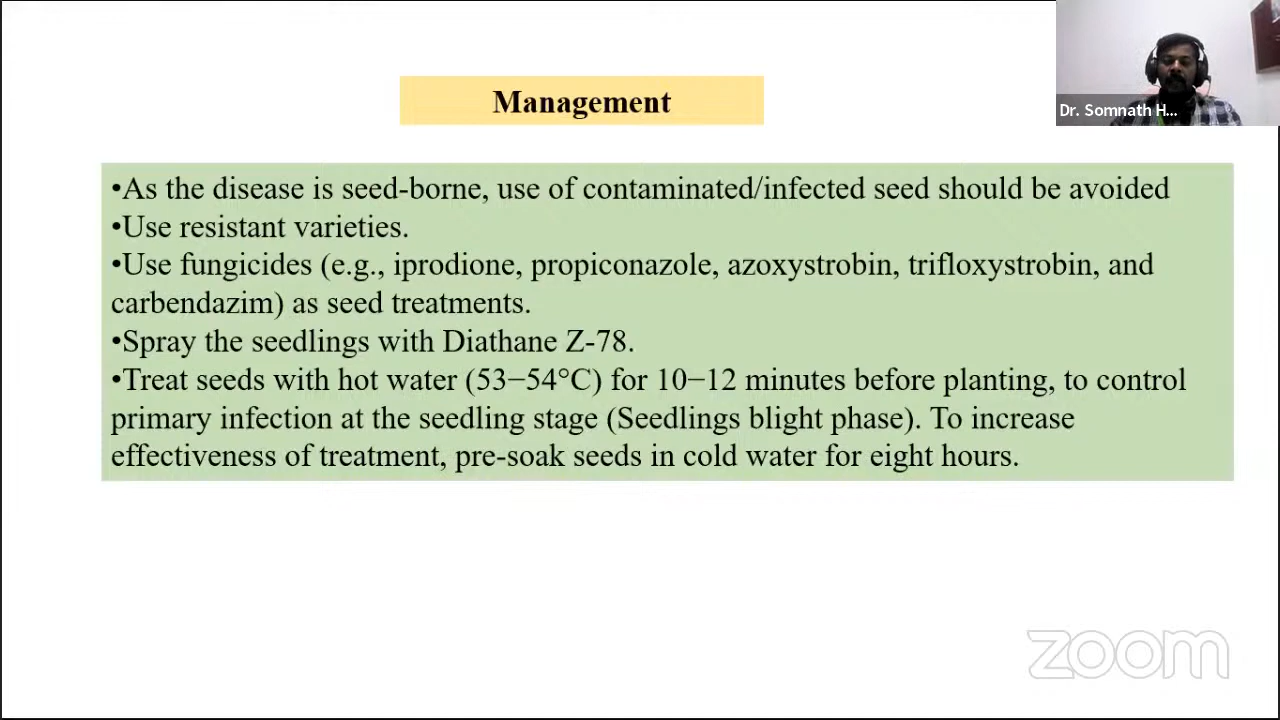 Management
Dr. Somnath H...
•As the disease is seed-borne, use of contaminated/infected seed should be avoided
•Use resistant varieties.
•Use fungicides (e.g., iprodione, propiconazole, azoxystrobin, trifloxystrobin, and
carbendazim) as seed treatments.
•Spray the seedlings with Diathane Z-78.
•Treat seeds with hot water (53−54°C) for 10−12 minutes before planting, to control
primary infection at the seedling stage (Seedlings blight phase). To increase
effectiveness of treatment, pre-soak seeds in cold water for eight hours.
zoom